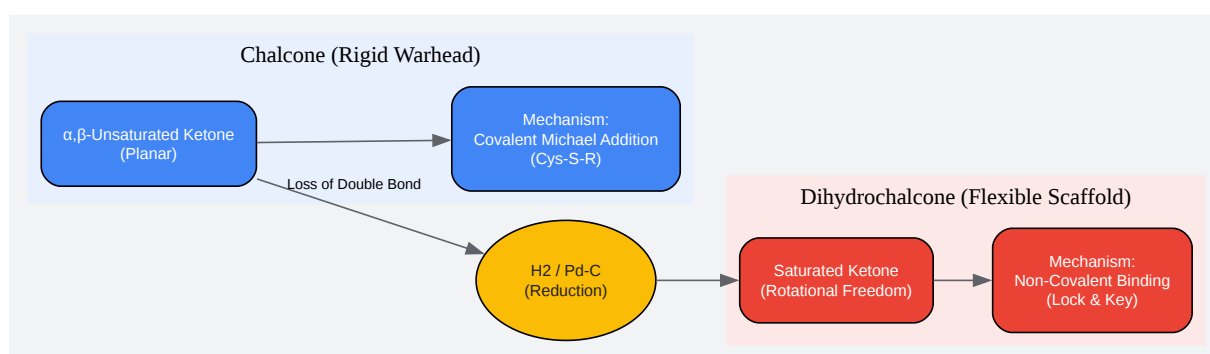 Chalcone (Rigid Warhead)
α,β-Unsaturated Ketone
(Planar)
Mechanism:
Covalent Michael Addition
(Cys-S-R)
Loss of Double Bond
H2 / Pd-C
(Reduction)
Dihydrochalcone (Flexible Scaffold)
Saturated Ketone
(Rotational Freedom)
Mechanism:
Non-Covalent Binding
(Lock & Key)